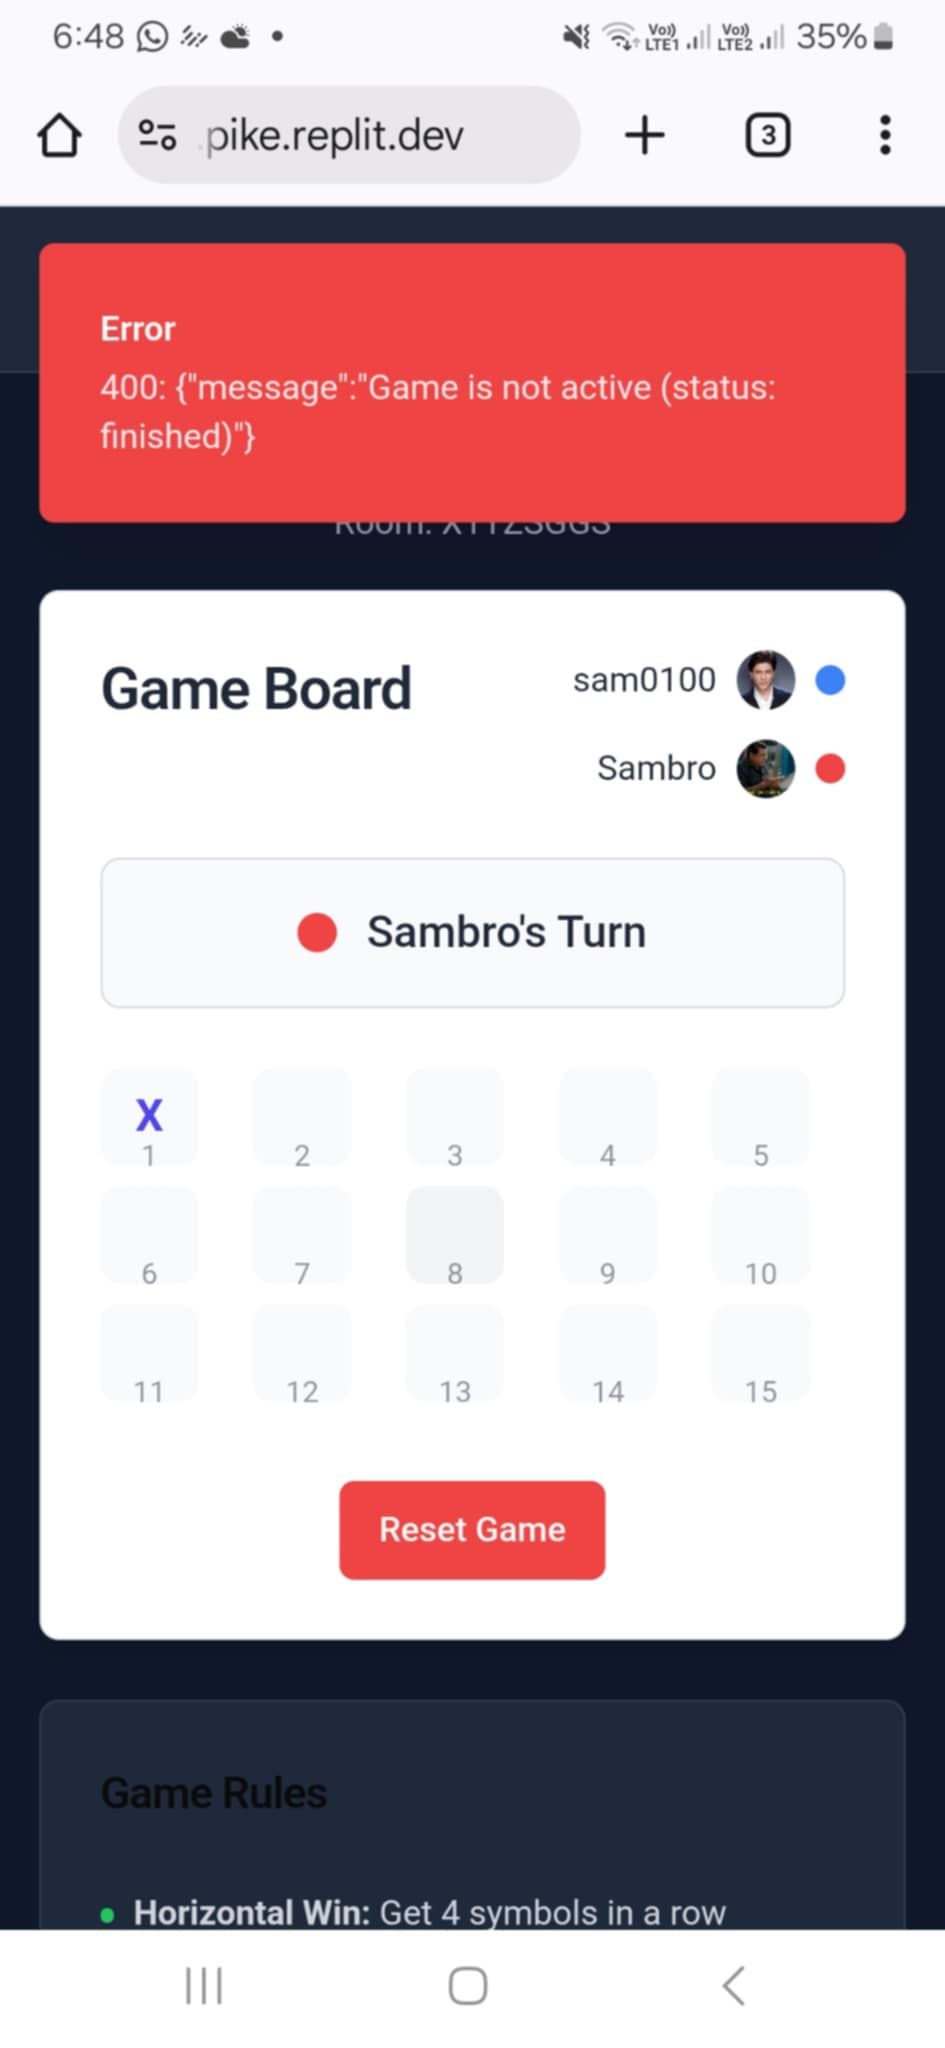 6:48
Vo)) LTE1 Vo)) LTE2 35%
pike.replit.dev
3
Error
400: {"message":"Game is not active (status:
finished)"}
Room:
Game Board
sam0100
Sambro
Sambro's Turn
X
1 2 3 4 5
6 7 8 9 10
11 12 13 14 15
Reset Game
Game Rules
Horizontal Win: Get 4 symbols in a row